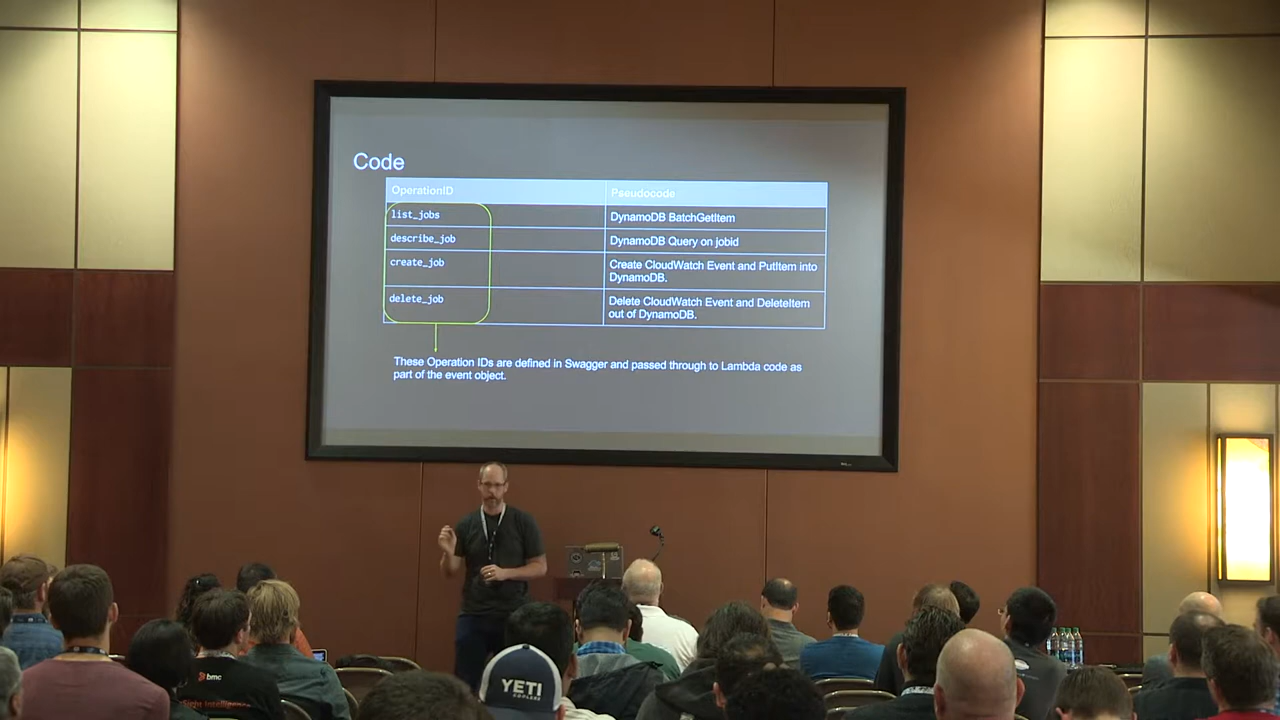 Code
OperationID
Pseudocode
list_jobs
DynamoDB BatchGetItem
describe_job
DynamoDB Query on jobid
create_job
Create CloudWatch Event and PutItem into
DynamoDB.
delete_job
Delete CloudWatch Event and DeleteItem
out of DynamoDB.
These Operation IDs are defined in Swagger and passed through to Lambda code as
part of the event object.
bmc
YETI
COOLERS